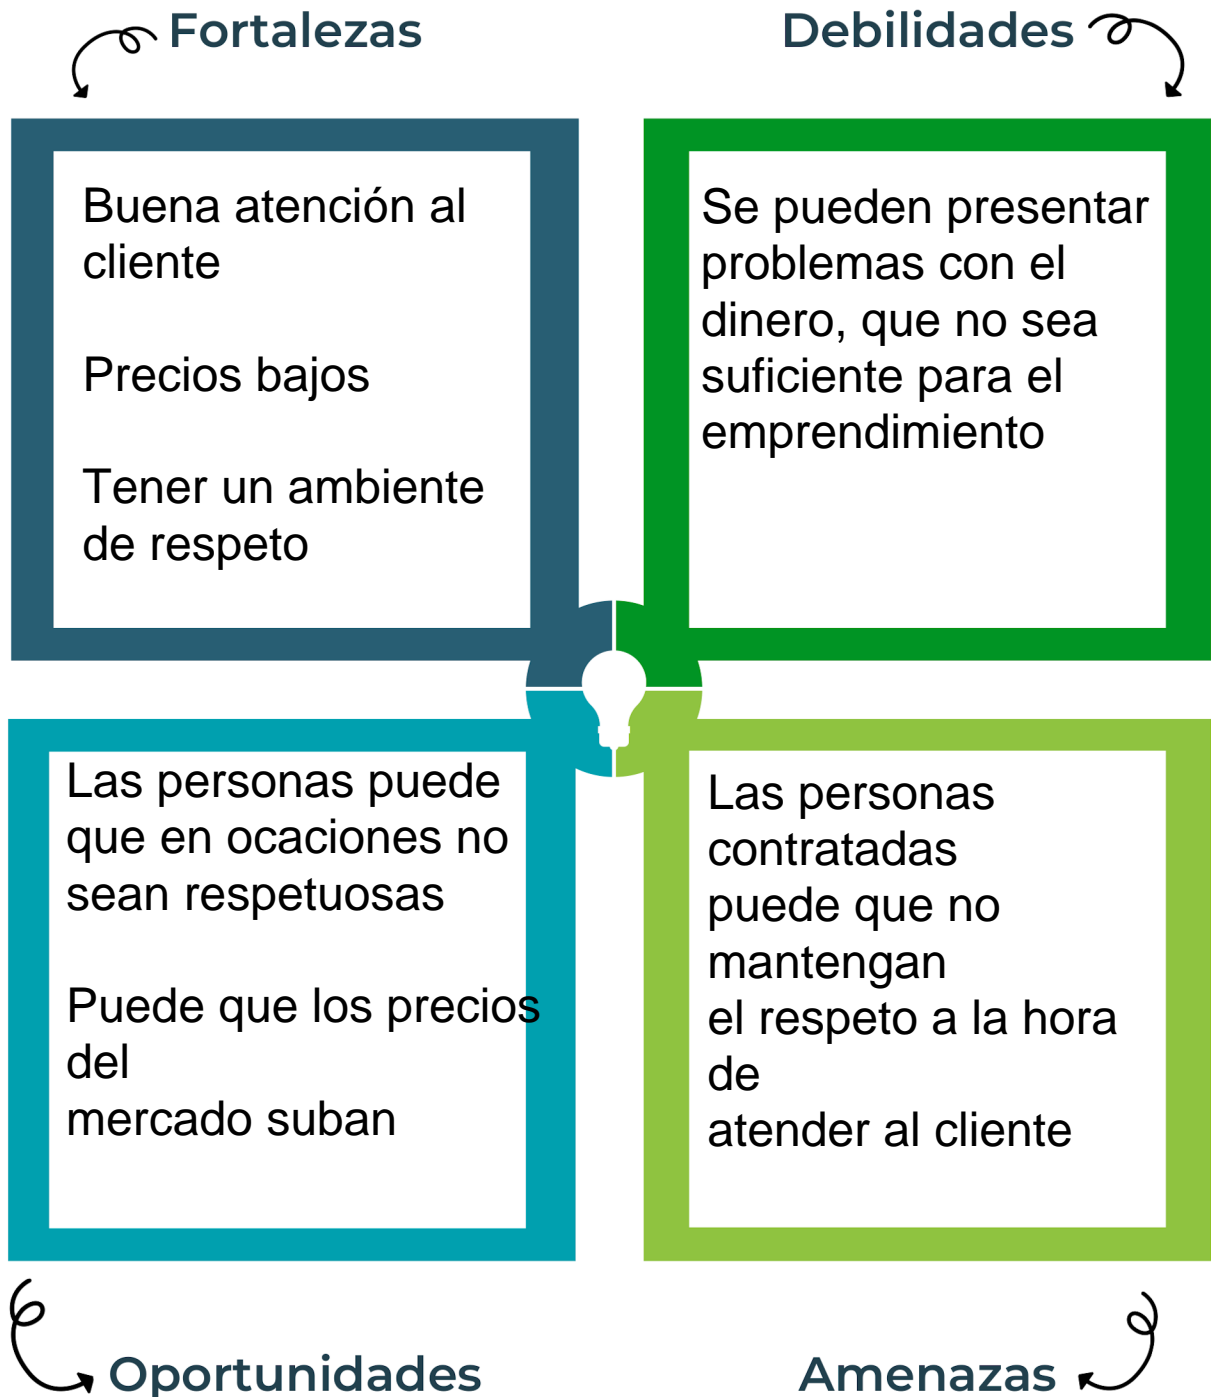 Fortalezas
Buena atención al
cliente
Precios bajos
Tener un ambiente
de respeto
Debilidades
Se pueden presentar
problemas con el
dinero, que no sea
suficiente para el
emprendimiento
Las personas puede
que en ocaciones no
sean respetuosas
Puede que los precios
del
mercado suban
Oportunidades
Las personas
contratadas
puede que no
mantengan
el respeto a la hora
de
atender al cliente
Amenazas